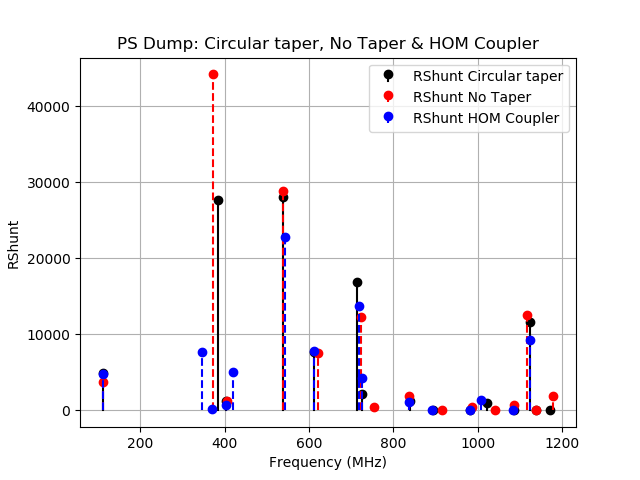 PS Dump: Circular taper, No Taper & HOM Coupler
RShunt Circular taper
RShunt No Taper
RShunt HOM Coupler
40000
30000
20000
10000
0
RShunt
200 400 600 800 1000 1200
Frequency (MHz)